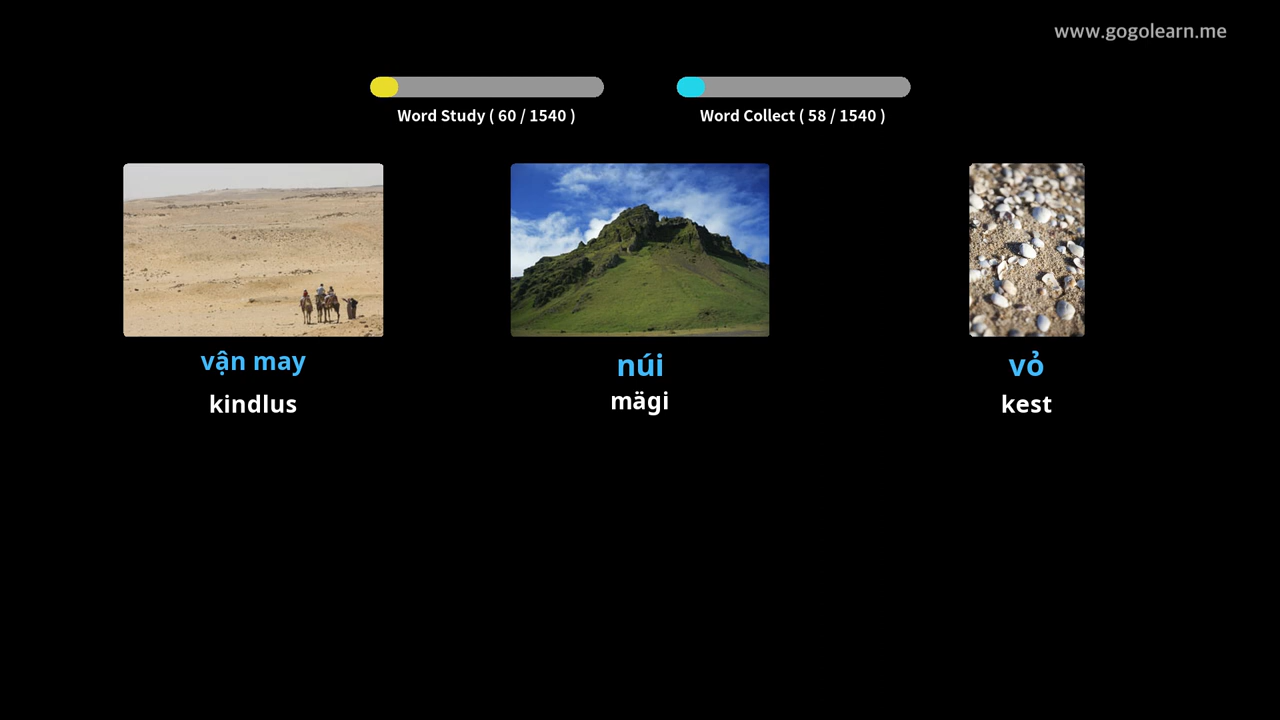 www.gogolearn.me
Word Study ( 60 / 1540 )
Word Collect ( 58 / 1540 )
vận may
núi
vỏ
kindlus
mägi
kest